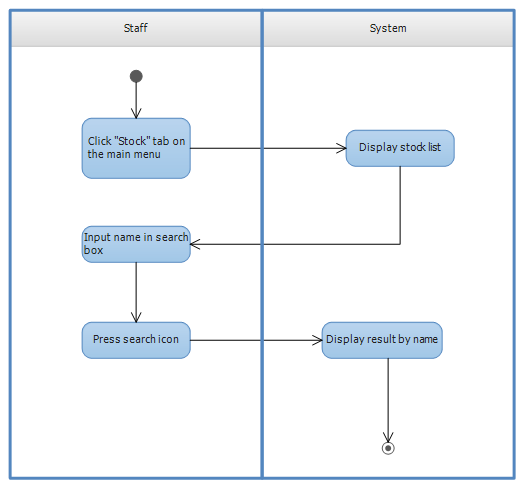 Staff
System
Click "Stock" tab on
the main menu
Display stock list
Input name in search
box
Press search icon
Display result by name